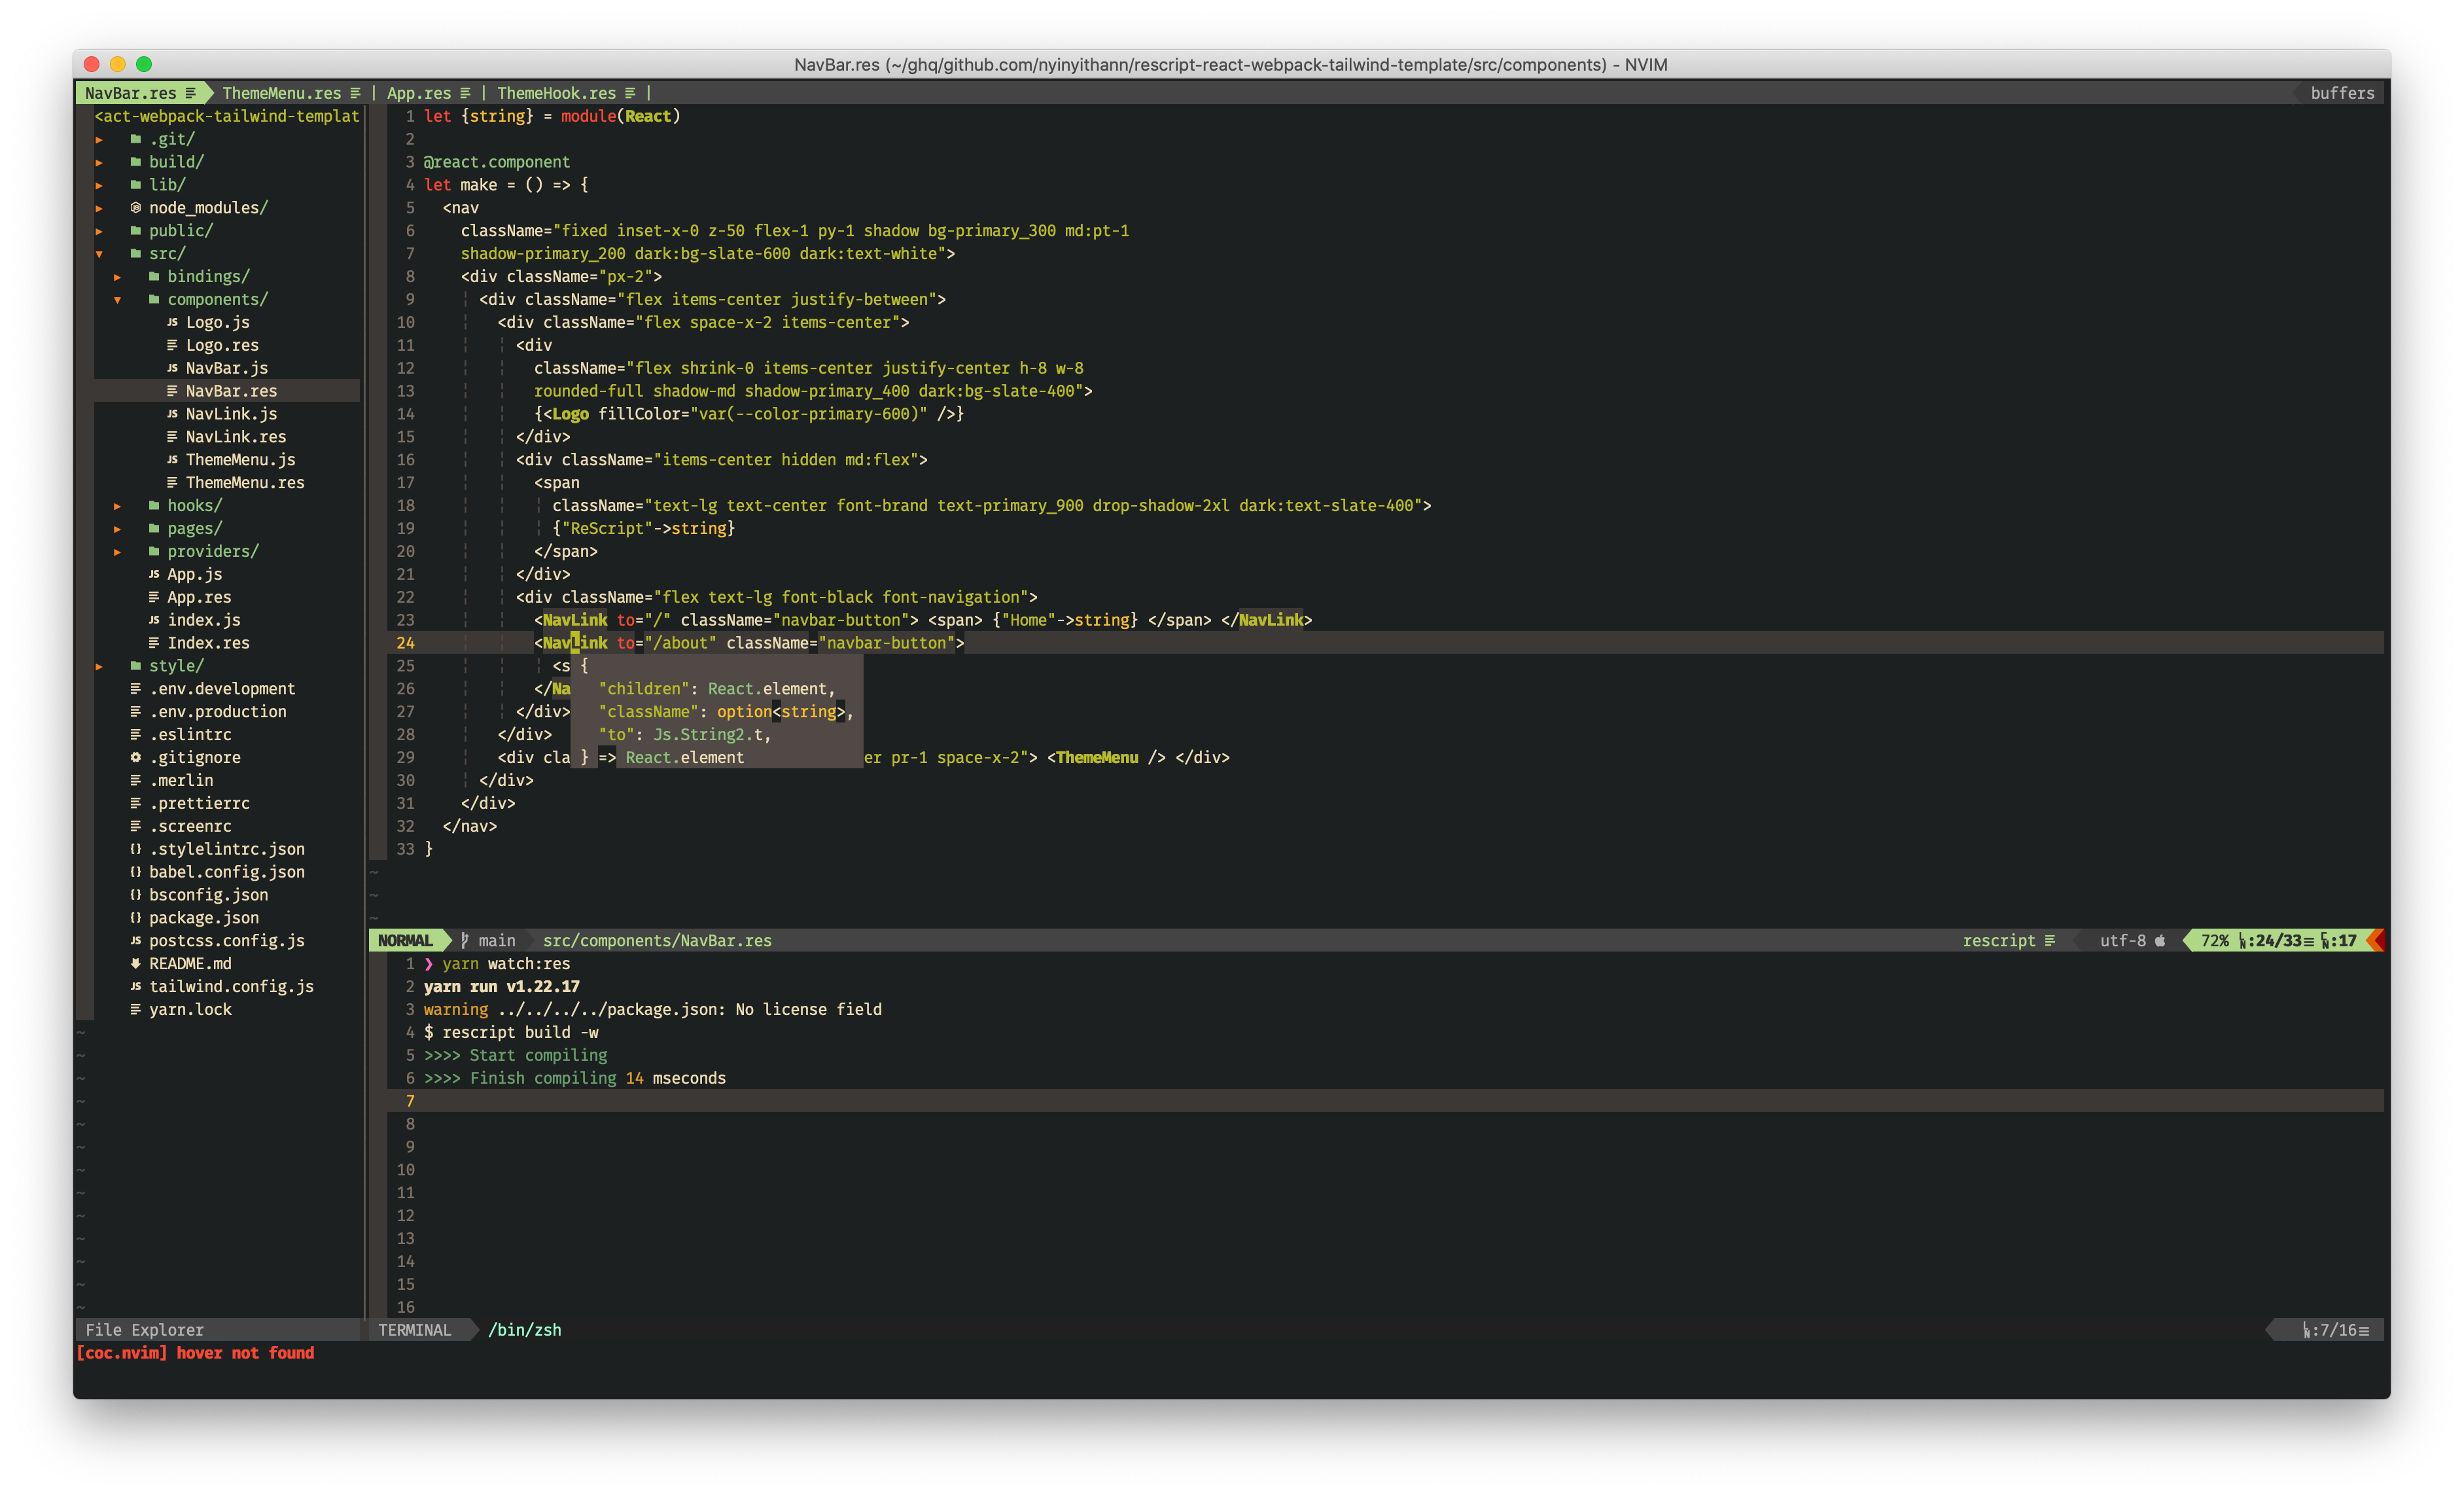 NavBar.res (~/ghq/github.com/nyinyithann/rescript-react-webpack-tailwind-template/src/components) - NVIM
NavBar.res ThemeMenu.res | App.res | ThemeHook.res | buffers
<act-webpack-tailwind-templat
.git/
build/
lib/
node_modules/
public/
src/
bindings/
components/
Logo.js
Logo.res
NavBar.js
NavBar.res
NavLink.js
NavLink.res
ThemeMenu.js
ThemeMenu.res
hooks/
pages/
providers/
App.js
App.res
index.js
Index.res
style/
.env.development
.env.production
.eslintrc
.gitignore
.merlin
.prettierrc
.screenrc
.stylelintrc.json
babel.config.json
bsconfig.json
package.json
postcss.config.js
README.md
tailwind.config.js
yarn.lock
File Explorer
1 let {string} = module(React)
2
3 @react.component
4 let make = () => {
5 <nav
6 className="fixed inset-x-0 z-50 flex-1 py-1 shadow bg-primary_300 md:pt-1
7 shadow-primary_200 dark:bg-slate-600 dark:text-white">
8 <div className="px-2">
9 <div className="flex items-center justify-between">
10 <div className="flex space-x-2 items-center">
11 <div
12 className="flex shrink-0 items-center justify-center h-8 w-8
13 rounded-full shadow-md shadow-primary_400 dark:bg-slate-400">
14 {<Logo fillColor="var(--color-primary-600)" />}
15 </div>
16 <div className="items-center hidden md:flex">
17 <span
18 className="text-lg text-center font-brand text-primary_900 drop-shadow-2xl dark:text-slate-400">
19 {"ReScript"->string}
20 </span>
21 </div>
22 <div className="flex text-lg font-black font-navigation">
23 <NavLink to="/" className="navbar-button"> <span> {"Home"->string} </span> </NavLink>
24 <NavLink to="/about" className="navbar-button">
25 <s {
26 </Na "children": React.element,
27 </div> "className": option<string>,
28 </div> "to": Js.String2.t,
29 <div cla } => React.element er pr-1 space-x-2"> <ThemeMenu /> </div>
30 </div>
31 </div>
32 </nav>
33 }
NORMAL main src/components/NavBar.res rescript utf-8 72% :24/33 :17
1 ❯ yarn watch:res
2 yarn run v1.22.17
3 warning ../../../../package.json: No license field
4 $ rescript build -w
5 >>>> Start compiling
6 >>>> Finish compiling 14 mseconds
7
8
9
10
11
12
13
14
15
16
TERMINAL /bin/zsh :7/16
[coc.nvim] hover not found